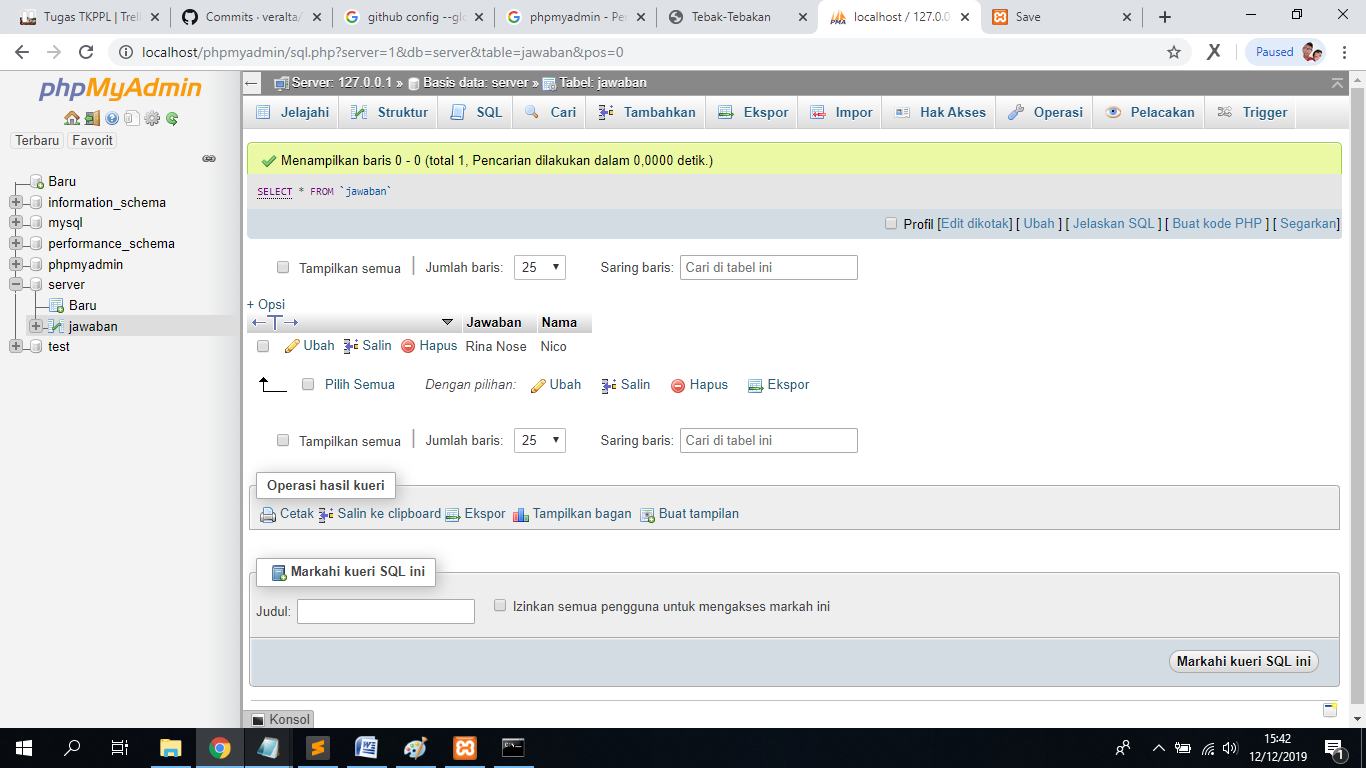 Tugas TKPPL | Trell
Commits · veralta/
github config --glo
phpmyadmin - Pe
Tebak-Tebakan
localhost / 127.0.0
Save
localhost/phpmyadmin/sql.php?server=1&db=server&table=jawaban&pos=0
Paused
phpMyAdmin
Terbaru Favorit
Baru
information_schema
mysql
performance_schema
phpmyadmin
server
Baru
jawaban
test
Server: 127.0.0.1 » Basis data: server » Tabel: jawaban
Jelajahi Struktur SQL Cari Tambahkan Ekspor Impor Hak Akses Operasi Pelacakan Trigger
Menampilkan baris 0 - 0 (total 1, Pencarian dilakukan dalam 0,0000 detik.)
SELECT * FROM `jawaban`
Profil [Edit dikotak] [ Ubah ] [ Jelaskan SQL ] [ Buat kode PHP ] [ Segarkan]
Tampilkan semua | Jumlah baris: 25 Saring baris: Cari di tabel ini
+ Opsi
←T→ Jawaban Nama
Ubah Salin Hapus Rina Nose Nico
Pilih Semua Dengan pilihan: Ubah Salin Hapus Ekspor
Tampilkan semua | Jumlah baris: 25 Saring baris: Cari di tabel ini
Operasi hasil kueri
Cetak Salin ke clipboard Ekspor Tampilkan bagan Buat tampilan
Markahi kueri SQL ini
Judul: Izinkan semua pengguna untuk mengakses markah ini
Markahi kueri SQL ini
Konsol
15:42
12/12/2019
1